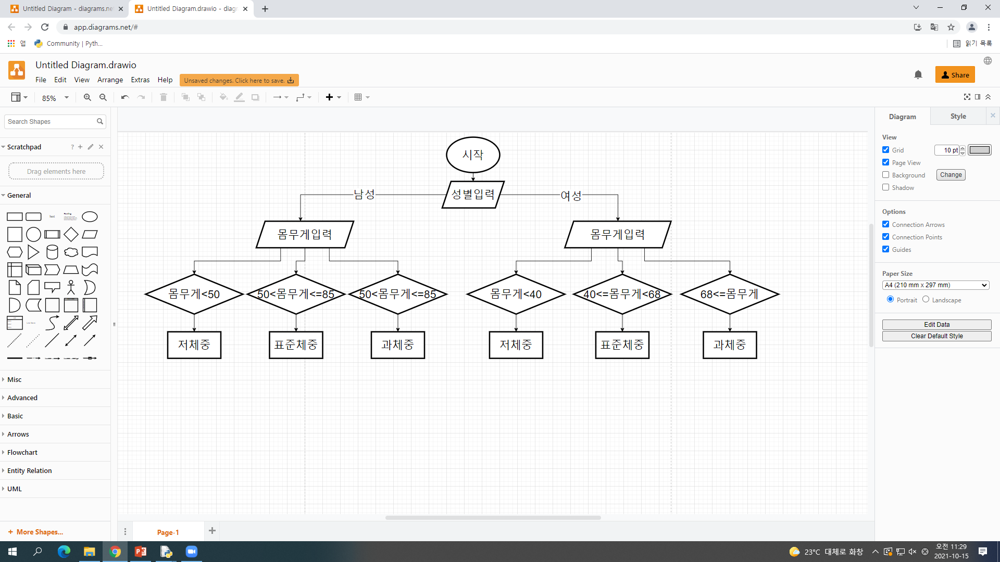 Untitled Diagram - diagrams.net
Untitled Diagram.drawio - diagr
app.diagrams.net/#
앱
Community | Pyth...
읽기 목록
Untitled Diagram.drawio
File Edit View Arrange Extras Help
Unsaved changes. Click here to save.
Share
85%
Search Shapes
Scratchpad
?
Drag elements here
General
Text
Heading
List Item
Misc
Advanced
Basic
Arrows
Flowchart
Entity Relation
UML
+ More Shapes...
시작
성별입력
남성
여성
몸무게입력
몸무게입력
몸무게<50
50<몸무게<=85
50<몸무게<=85
몸무게<40
40<=몸무게<68
68<=몸무게
저체중
표준체중
과체중
저체중
표준체중
과체중
Page-1
Diagram
Style
View
Grid
10 pt
Page View
Background
Change
Shadow
Options
Connection Arrows
Connection Points
Guides
Paper Size
A4 (210 mm x 297 mm)
Portrait
Landscape
Edit Data
Clear Default Style
23°C 대체로 화창
오전 11:29
2021-10-15